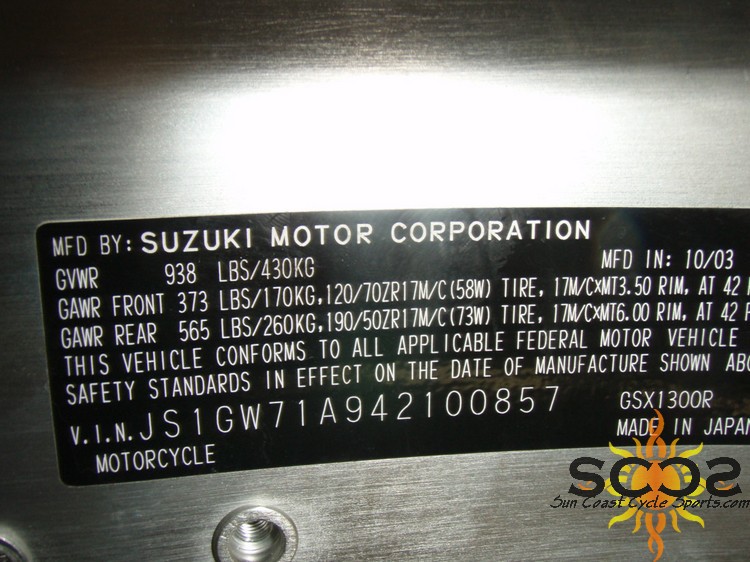 MFD BY: SUZUKI MOTOR CORPORATION
GVWR 938 LBS/430KG MFD IN: 10/03
GAWR FRONT 373 LBS/170KG,120/70ZR17M/C(58W) TIRE, 17M/C×MT3.50 RIM, AT 42
GAWR REAR 565 LBS/260KG,190/50ZR17M/C(73W) TIRE, 17M/C×MT6.00 RIM, AT 42
THIS VEHICLE CONFORMS TO ALL APPLICABLE FEDERAL MOTOR VEHICLE
SAFETY STANDARDS IN EFFECT ON THE DATE OF MANUFACTURE SHOWN ABO
V.I.N. JS1GW71A942100857 GSX1300R
MOTORCYCLE MADE IN JAPAN
Sun Coast Cycle Sports.com